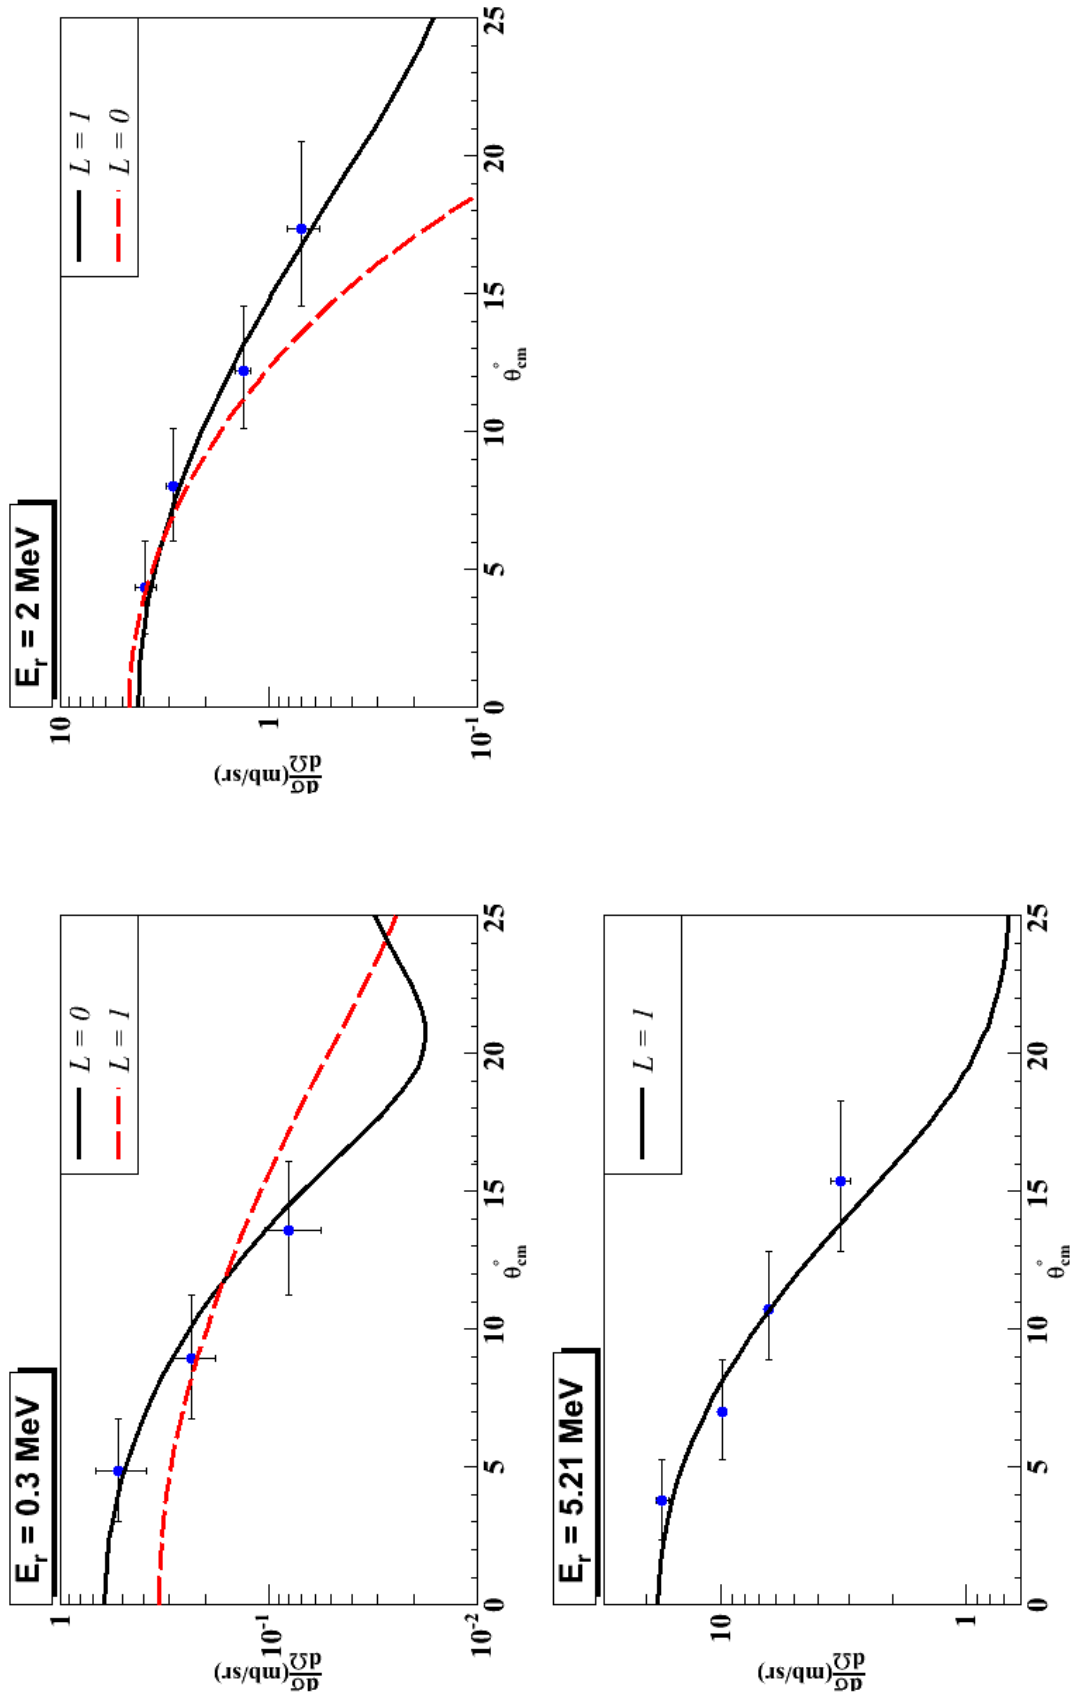 E_r = 0.3 MeV
L = 0
L = 1
dσ/dΩ (mb/sr)
1
10^-1
10^-2
0 5 10 15 20 25
θ°_cm
E_r = 2 MeV
L = 1
L = 0
dσ/dΩ (mb/sr)
10
1
10^-1
0 5 10 15 20 25
θ°_cm
E_r = 5.21 MeV
L = 1
dσ/dΩ (mb/sr)
10
1
0 5 10 15 20 25
θ°_cm